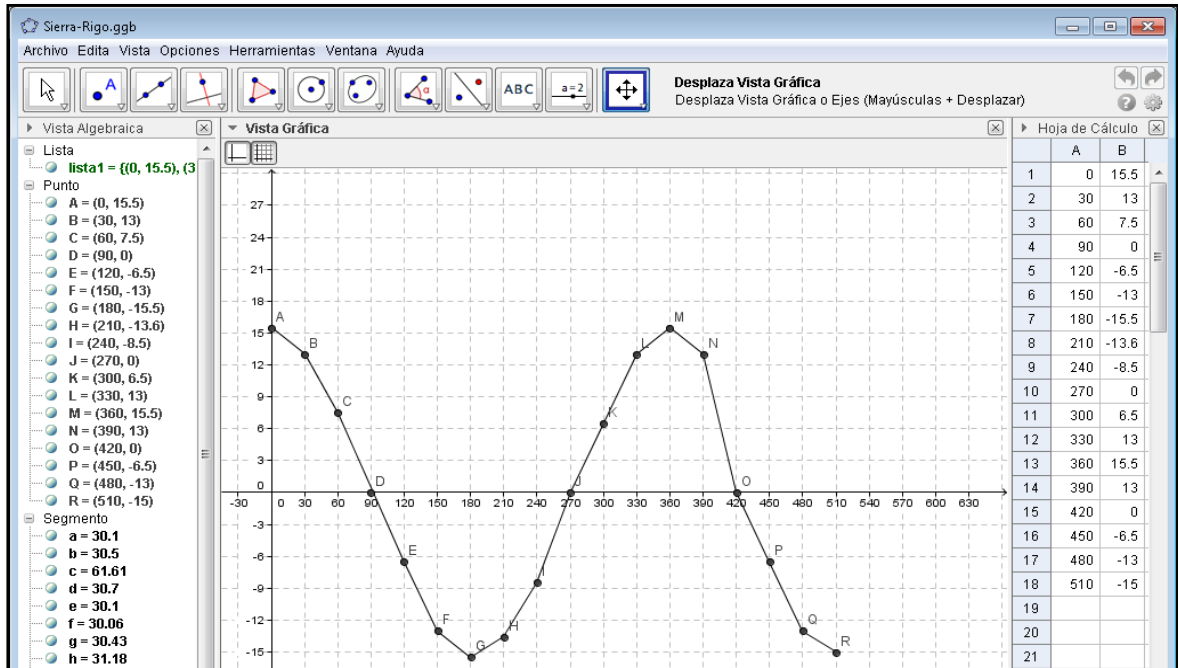 Sierra-Rigo.ggb
Archivo Edita Vista Opciones Herramientas Ventana Ayuda
A α ABC a=2
Desplaza Vista Gráfica
Desplaza Vista Gráfica o Ejes (Mayúsculas + Desplazar)
Vista Algebraica
Lista
lista1 = {(0, 15.5), (3
Punto
A = (0, 15.5)
B = (30, 13)
C = (60, 7.5)
D = (90, 0)
E = (120, -6.5)
F = (150, -13)
G = (180, -15.5)
H = (210, -13.6)
I = (240, -8.5)
J = (270, 0)
K = (300, 6.5)
L = (330, 13)
M = (360, 15.5)
N = (390, 13)
O = (420, 0)
P = (450, -6.5)
Q = (480, -13)
R = (510, -15)
Segmento
a = 30.1
b = 30.5
c = 61.61
d = 30.7
e = 30.1
f = 30.06
g = 30.43
h = 31.18
Vista Gráfica
27
24
21
18
15
12
9
6
3
0
-3
-6
-9
-12
-15
-30 0 30 60 90 120 150 180 210 240 270 300 330 360 390 420 450 480 510 540 570 600 630
A
B
C
D
E
F
G
H
I
J
K
L
M
N
O
P
Q
R
Hoja de Cálculo
A B
1 0 15.5
2 30 13
3 60 7.5
4 90 0
5 120 -6.5
6 150 -13
7 180 -15.5
8 210 -13.6
9 240 -8.5
10 270 0
11 300 6.5
12 330 13
13 360 15.5
14 390 13
15 420 0
16 450 -6.5
17 480 -13
18 510 -15
19
20
21